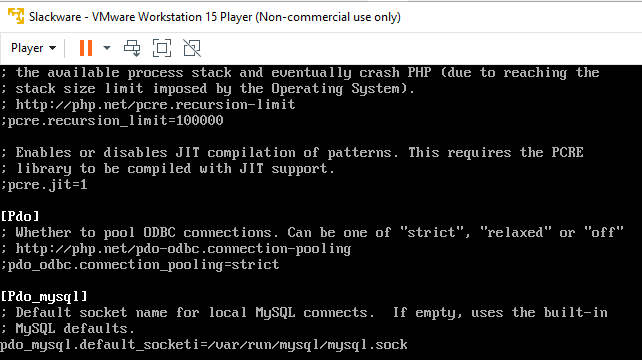 Slackware - VMware Workstation 15 Player (Non-commercial use only)
Player
; the available process stack and eventually crash PHP (due to reaching the
; stack size limit imposed by the Operating System).
; http://php.net/pcre.recursion-limit
;pcre.recursion_limit=100000
; Enables or disables JIT compilation of patterns. This requires the PCRE
; library to be compiled with JIT support.
;pcre.jit=1
[Pdo]
; Whether to pool ODBC connections. Can be one of "strict", "relaxed" or "off"
; http://php.net/pdo-odbc.connection-pooling
;pdo_odbc.connection_pooling=strict
[Pdo_mysql]
; Default socket name for local MySQL connects.  If empty, uses the built-in
; MySQL defaults.
pdo_mysql.default_socketi=/var/run/mysql/mysql.sock